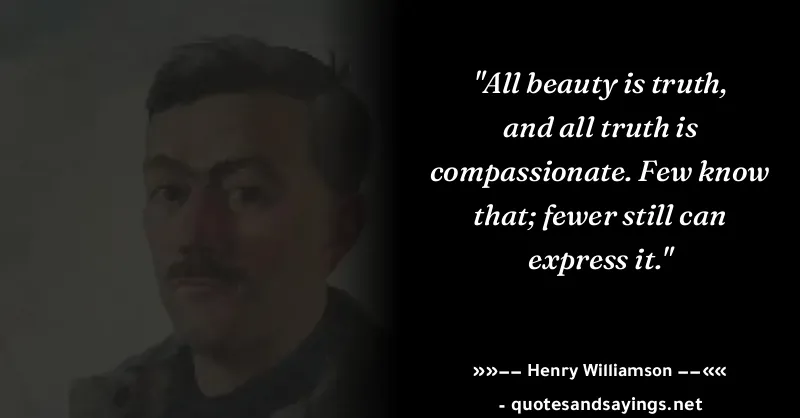 "All beauty is truth,
and all truth is
compassionate. Few know
that; fewer still can
express it."
»»−− Henry Williamson −−««
- quotesandsayings.net